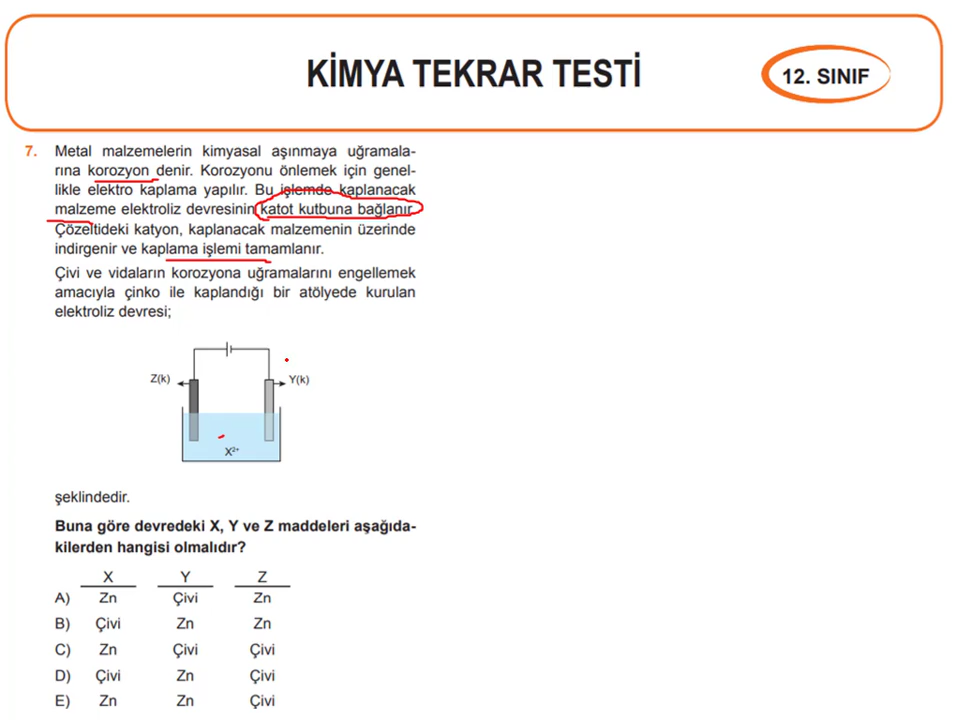 KİMYA TEKRAR TESTİ
12. SINIF
7. Metal malzemelerin kimyasal aşınmaya uğramala-
rına korozyon denir. Korozyonu önlemek için genel-
likle elektro kaplama yapılır. Bu işlemde kaplanacak
malzeme elektroliz devresinin katot kutbuna bağlanır.
Çözeltideki katyon, kaplanacak malzemenin üzerinde
indirgenir ve kaplama işlemi tamamlanır.
Çivi ve vidaların korozyona uğramalarını engellemek
amacıyla çinko ile kaplandığı bir atölyede kurulan
elektroliz devresi;
Z(k) Y(k)
X²⁺
şeklindedir.
Buna göre devredeki X, Y ve Z maddeleri aşağıda-
kilerden hangisi olmalıdır?
X Y Z
A) Zn Çivi Zn
B) Çivi Zn Zn
C) Zn Çivi Çivi
D) Çivi Zn Çivi
E) Zn Zn Çivi